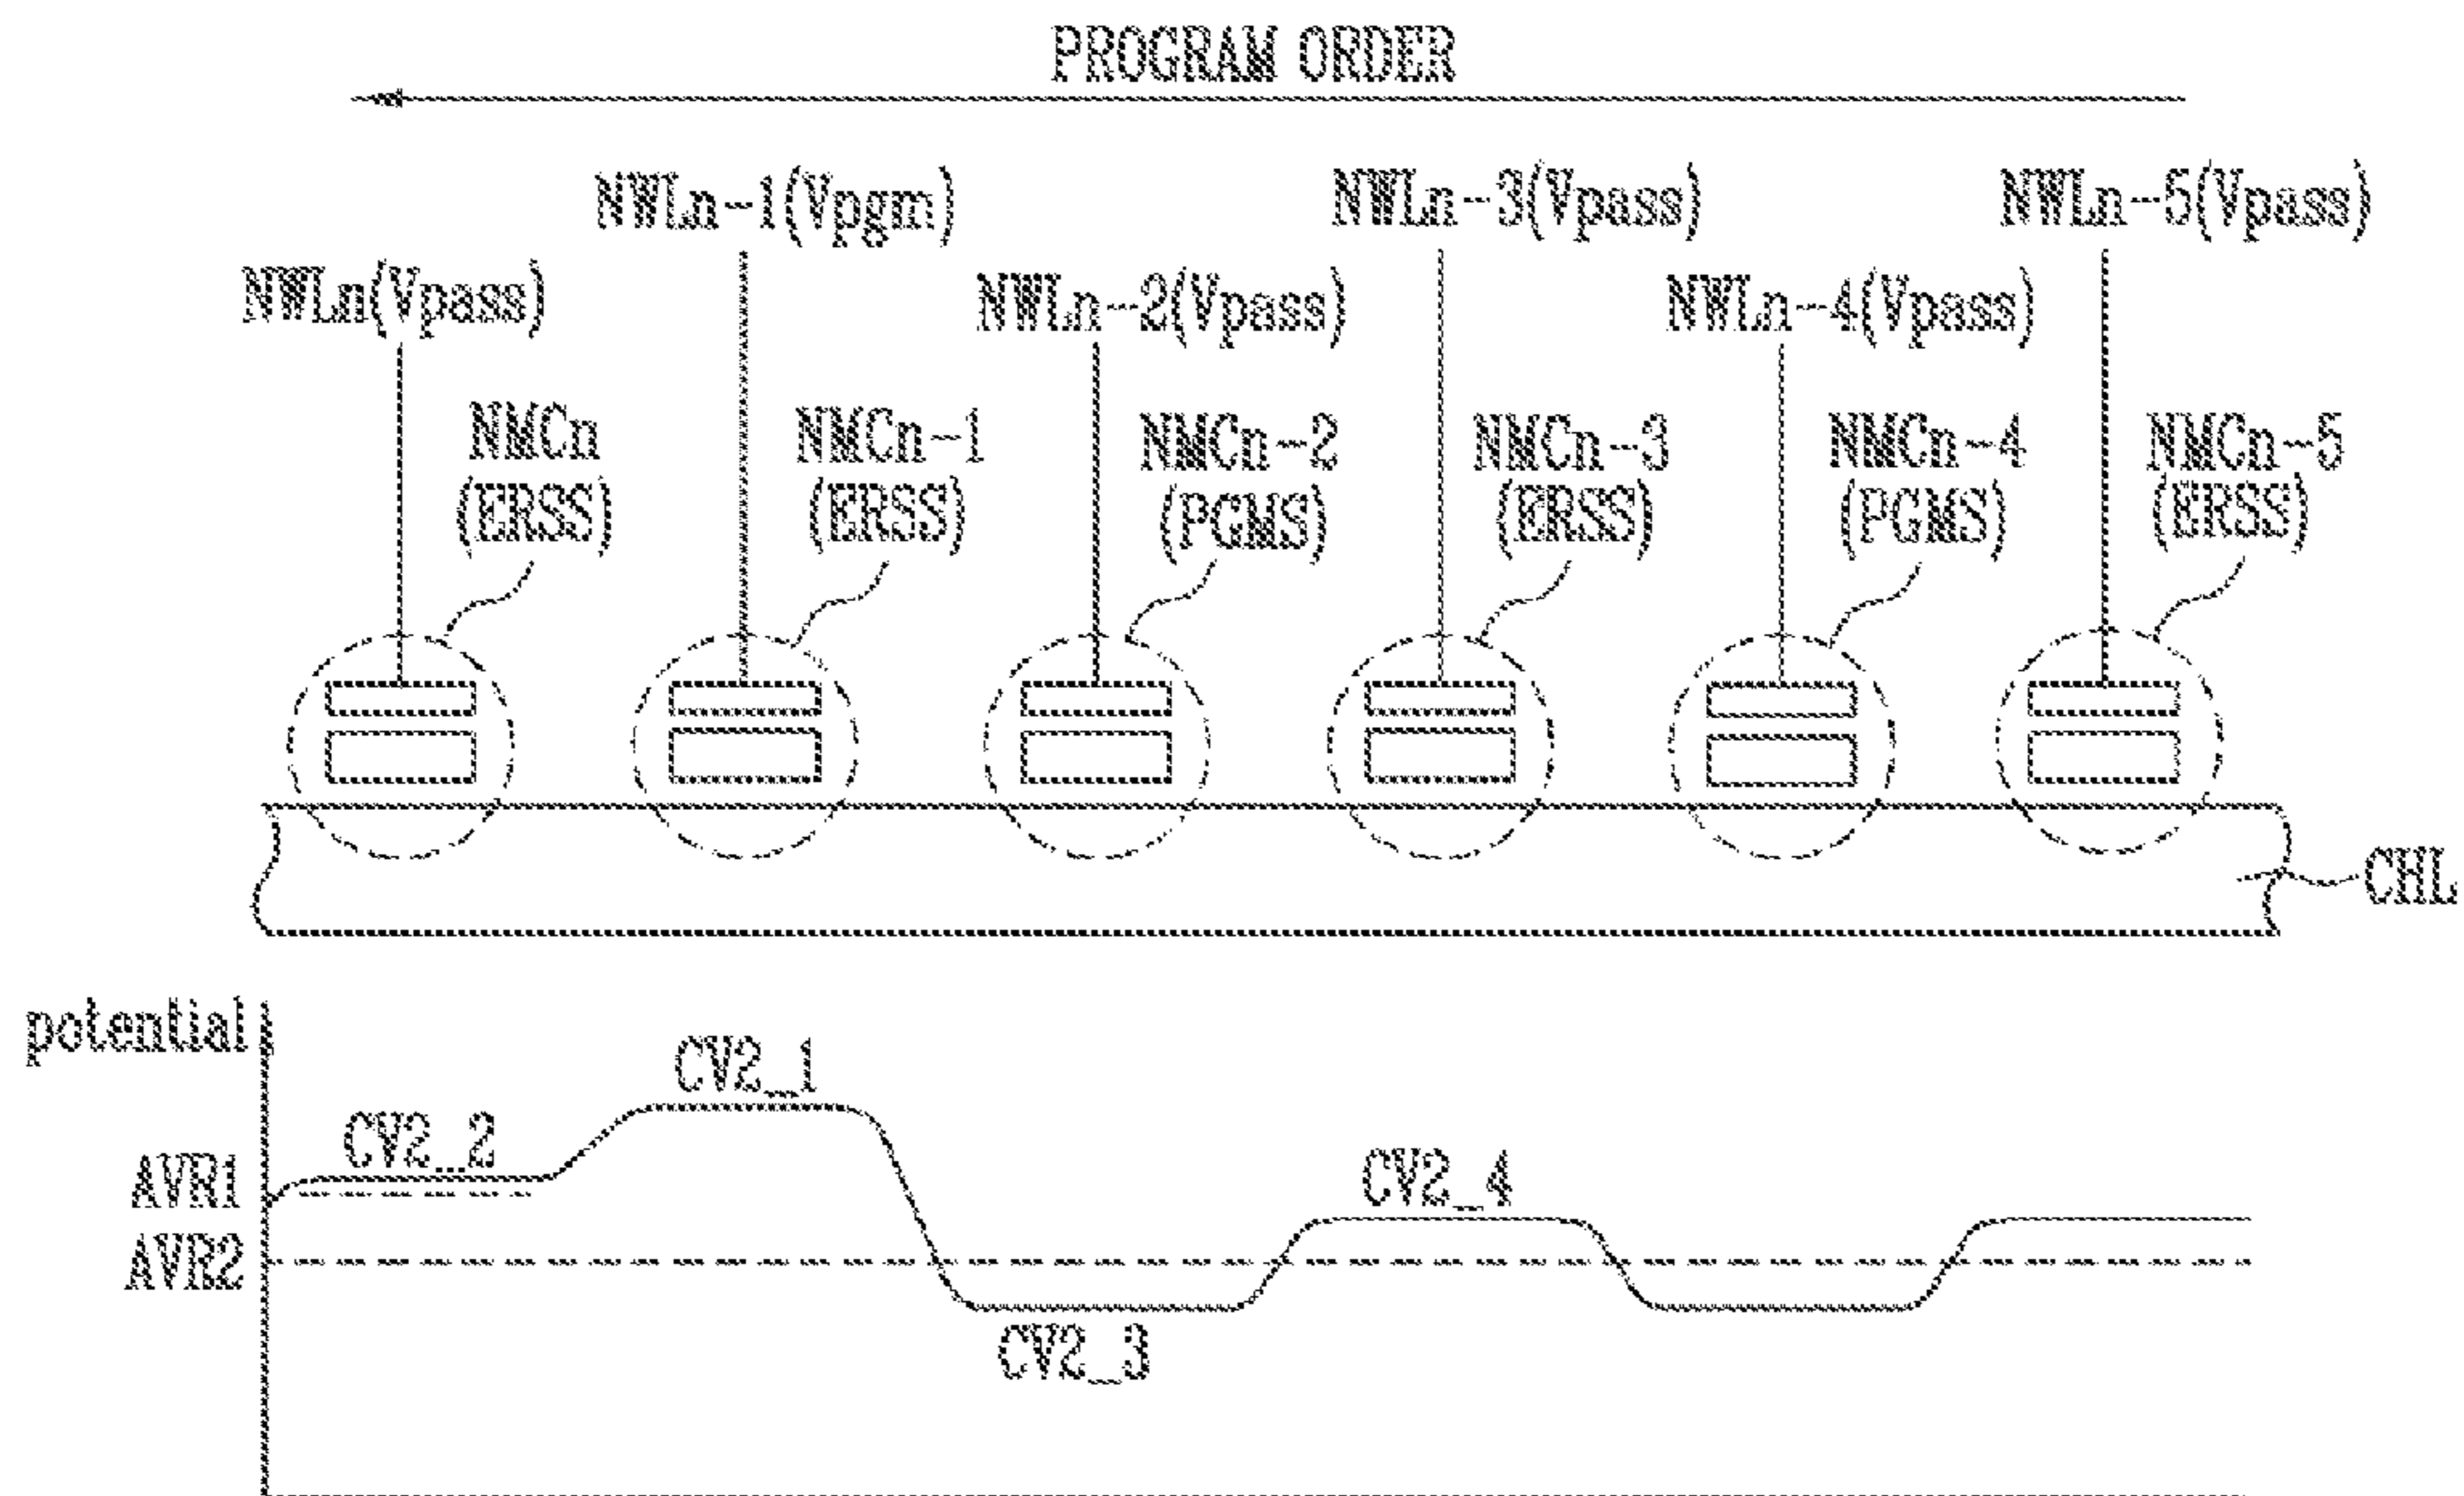 PROGRAM ORDER
NWLn-1(Vpgm)
NWLn-3(Vpass)
NWLn-5(Vpass)
NWLn(Vpass)
NWLn-2(Vpass)
NWLn-4(Vpass)
NMCn
(ERSS)
NMCn-1
(ERSS)
NMCn-2
(PGMS)
NMCn-3
(ERSS)
NMCn-4
(PGMS)
NMCn-5
(ERSS)
CHL
potential
CV2_1
CV2_2
CV2_4
AVR1
AVR2
CV2_3